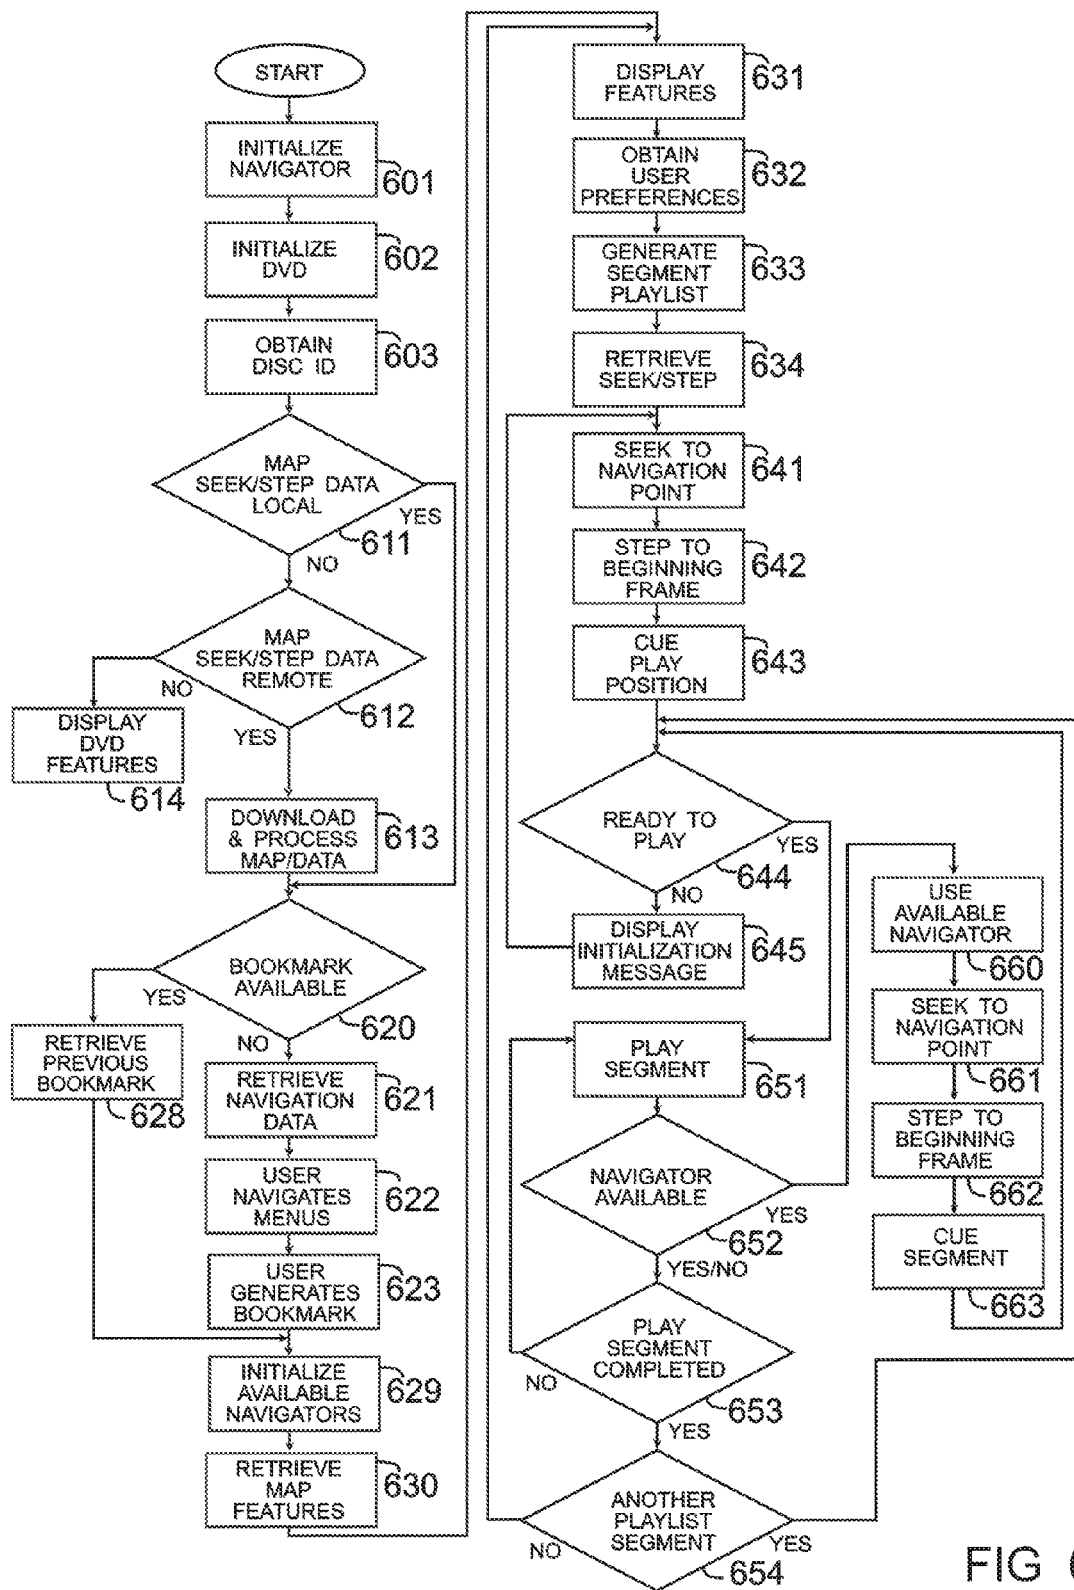 START
INITIALIZE
NAVIGATOR
601
INITIALIZE
DVD
602
OBTAIN
DISC ID
603
MAP
SEEK/STEP DATA
LOCAL
YES
611
NO
MAP
SEEK/STEP DATA
REMOTE
NO
612
YES
DISPLAY
DVD
FEATURES
614
DOWNLOAD
& PROCESS
MAP/DATA
613
BOOKMARK
AVAILABLE
YES
620
NO
RETRIEVE
PREVIOUS
BOOKMARK
628
RETRIEVE
NAVIGATION
DATA
621
USER
NAVIGATES
MENUS
622
USER
GENERATES
BOOKMARK
623
INITIALIZE
AVAILABLE
NAVIGATORS
629
RETRIEVE
MAP
FEATURES
630
DISPLAY
FEATURES
631
OBTAIN
USER
PREFERENCES
632
GENERATE
SEGMENT
PLAYLIST
633
RETRIEVE
SEEK/STEP
634
SEEK TO
NAVIGATION
POINT
641
STEP TO
BEGINNING
FRAME
642
CUE
PLAY
POSITION
643
READY TO
PLAY
YES
644
NO
DISPLAY
INITIALIZATION
MESSAGE
645
PLAY
SEGMENT
651
NAVIGATOR
AVAILABLE
YES
652
YES/NO
PLAY
SEGMENT
COMPLETED
NO
653
YES
ANOTHER
PLAYLIST
SEGMENT
NO
YES
654
USE
AVAILABLE
NAVIGATOR
660
SEEK TO
NAVIGATION
POINT
661
STEP TO
BEGINNING
FRAME
662
CUE
SEGMENT
663
FIG 6